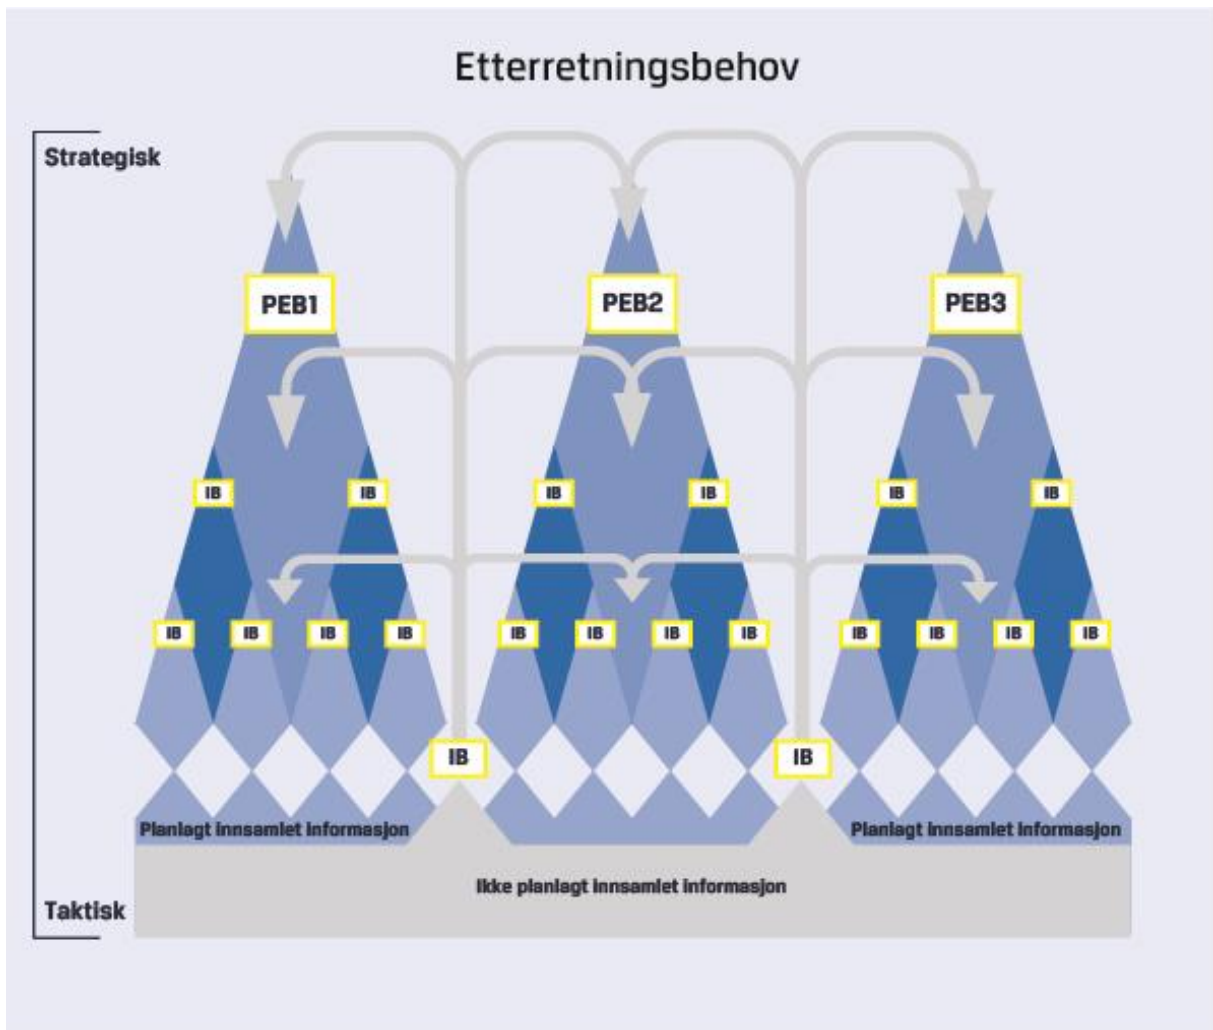 Etterretningsbehov
Strategisk
PEB1 PEB2 PEB3
IB IB IB IB IB IB
IB IB IB IB IB IB IB IB IB IB IB IB
IB IB
Planlagt innsamlet informasjon Planlagt innsamlet informasjon
Ikke planlagt innsamlet informasjon
Taktisk